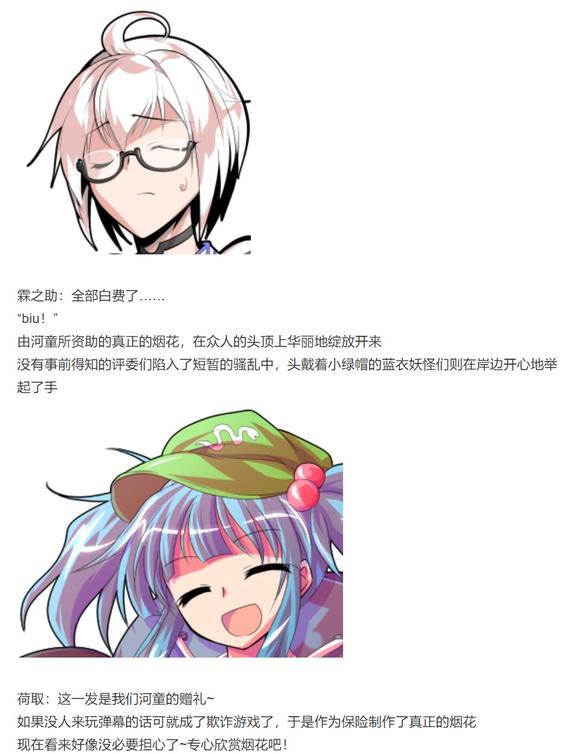 霖之助：全部白费了……
“biu！”
由河童所资助的真正的烟花，在众人的头顶上华丽地绽放开来
没有事前得知的评委们陷入了短暂的骚乱中，头戴着小绿帽的蓝衣妖怪们则在岸边开心地举
起了手
荷取：这一发是我们河童的赠礼~
如果没人来玩弹幕的话可就成了欺诈游戏了，于是作为保险制作了真正的烟花
现在看来好像没必要担心了~专心欣赏烟花吧！